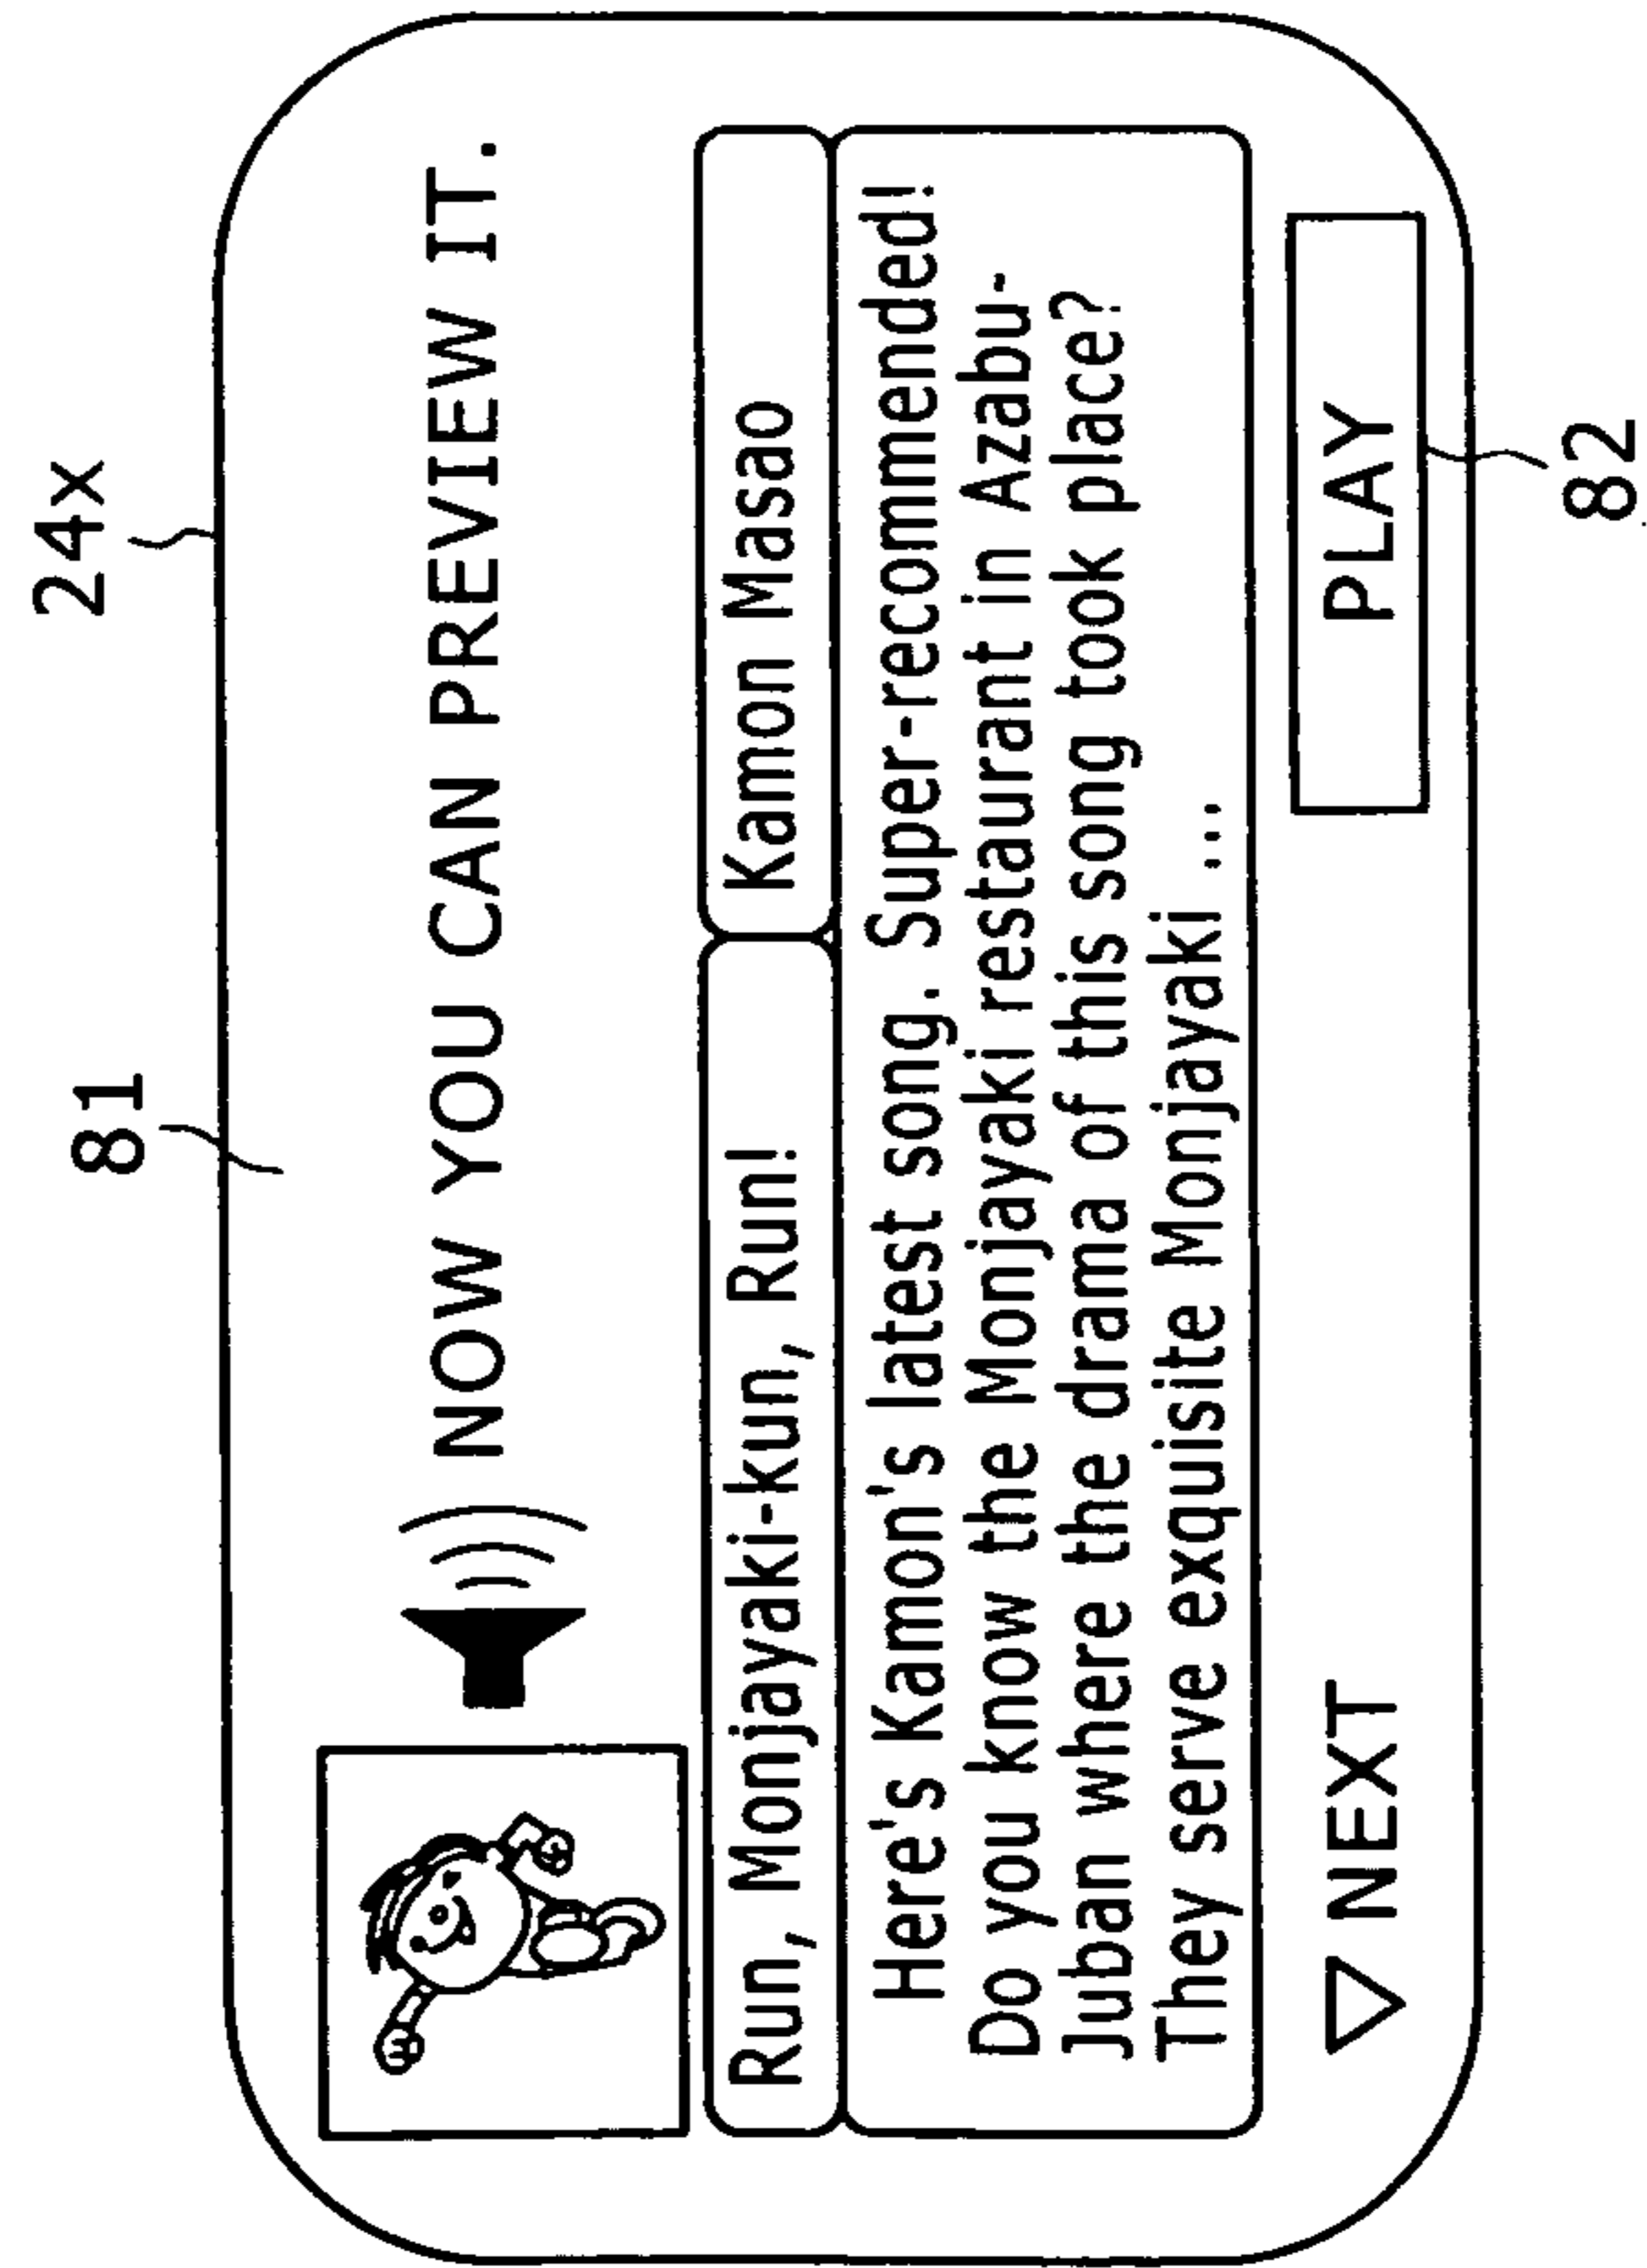 24x
81
NOW YOU CAN PREVIEW IT.
Run, Monjayaki-kun, Run!
Kamon Masao
Here's Kamon's latest song. Super-recommended!
Do you know the Monjayaki restaurant in Azabu-
Juban where the drama of this song took place?
They serve exquisite Monjayaki ...
▽ NEXT
PLAY
82